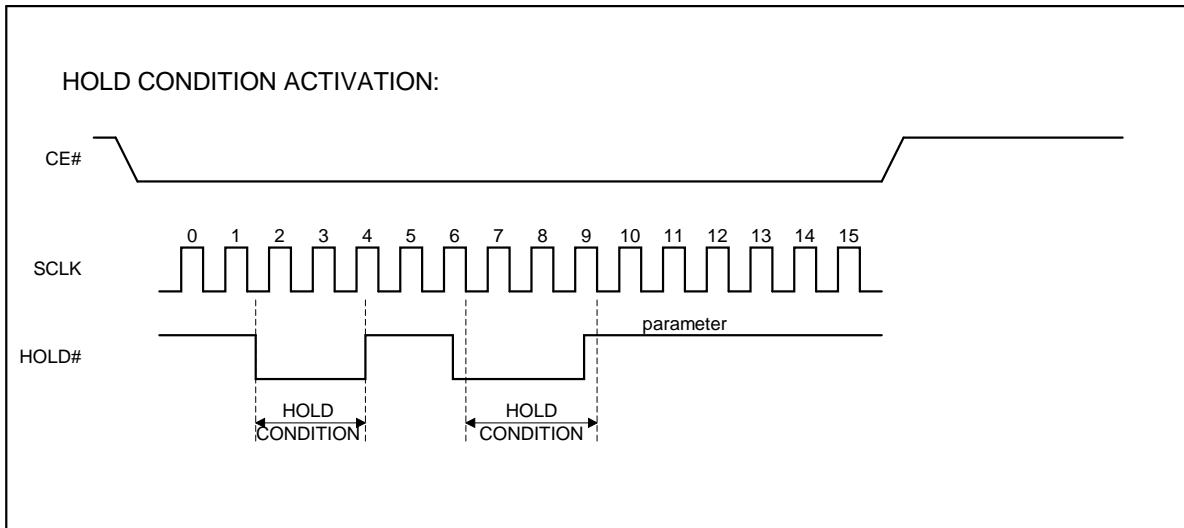 HOLD CONDITION ACTIVATION:
CE#
0 1 2 3 4 5 6 7 8 9 10 11 12 13 14 15
SCLK
parameter
HOLD#
HOLD CONDITION
HOLD CONDITION